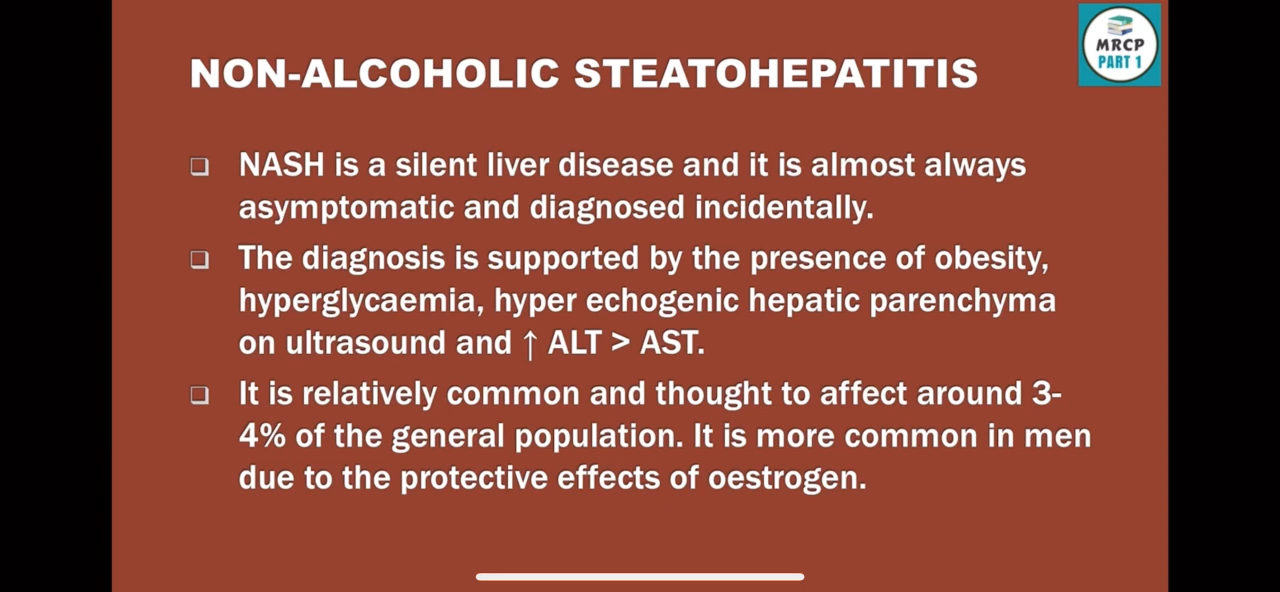 MRCP
PART 1
NON-ALCOHOLIC STEATOHEPATITIS
❑ NASH is a silent liver disease and it is almost always
asymptomatic and diagnosed incidentally.
❑ The diagnosis is supported by the presence of obesity,
hyperglycaemia, hyper echogenic hepatic parenchyma
on ultrasound and ↑ ALT > AST.
❑ It is relatively common and thought to affect around 3-
4% of the general population. It is more common in men
due to the protective effects of oestrogen.